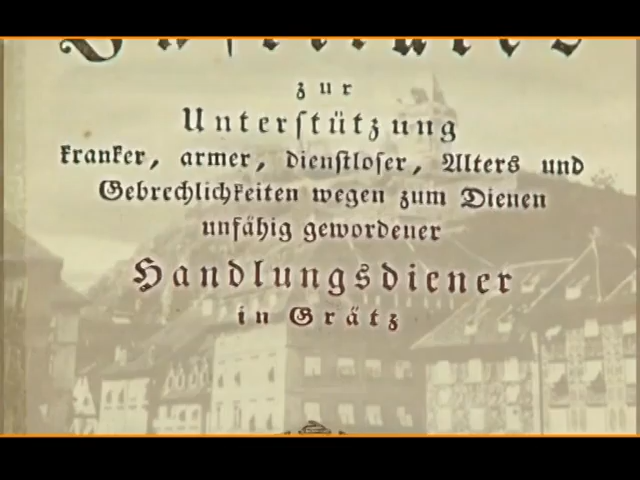 zur
Unterstützung
kranker, armer, dienstloser, Alters und
Gebrechlichkeiten wegen zum Dienen
unfähig gewordener
Handlungsdiener
in Grätz